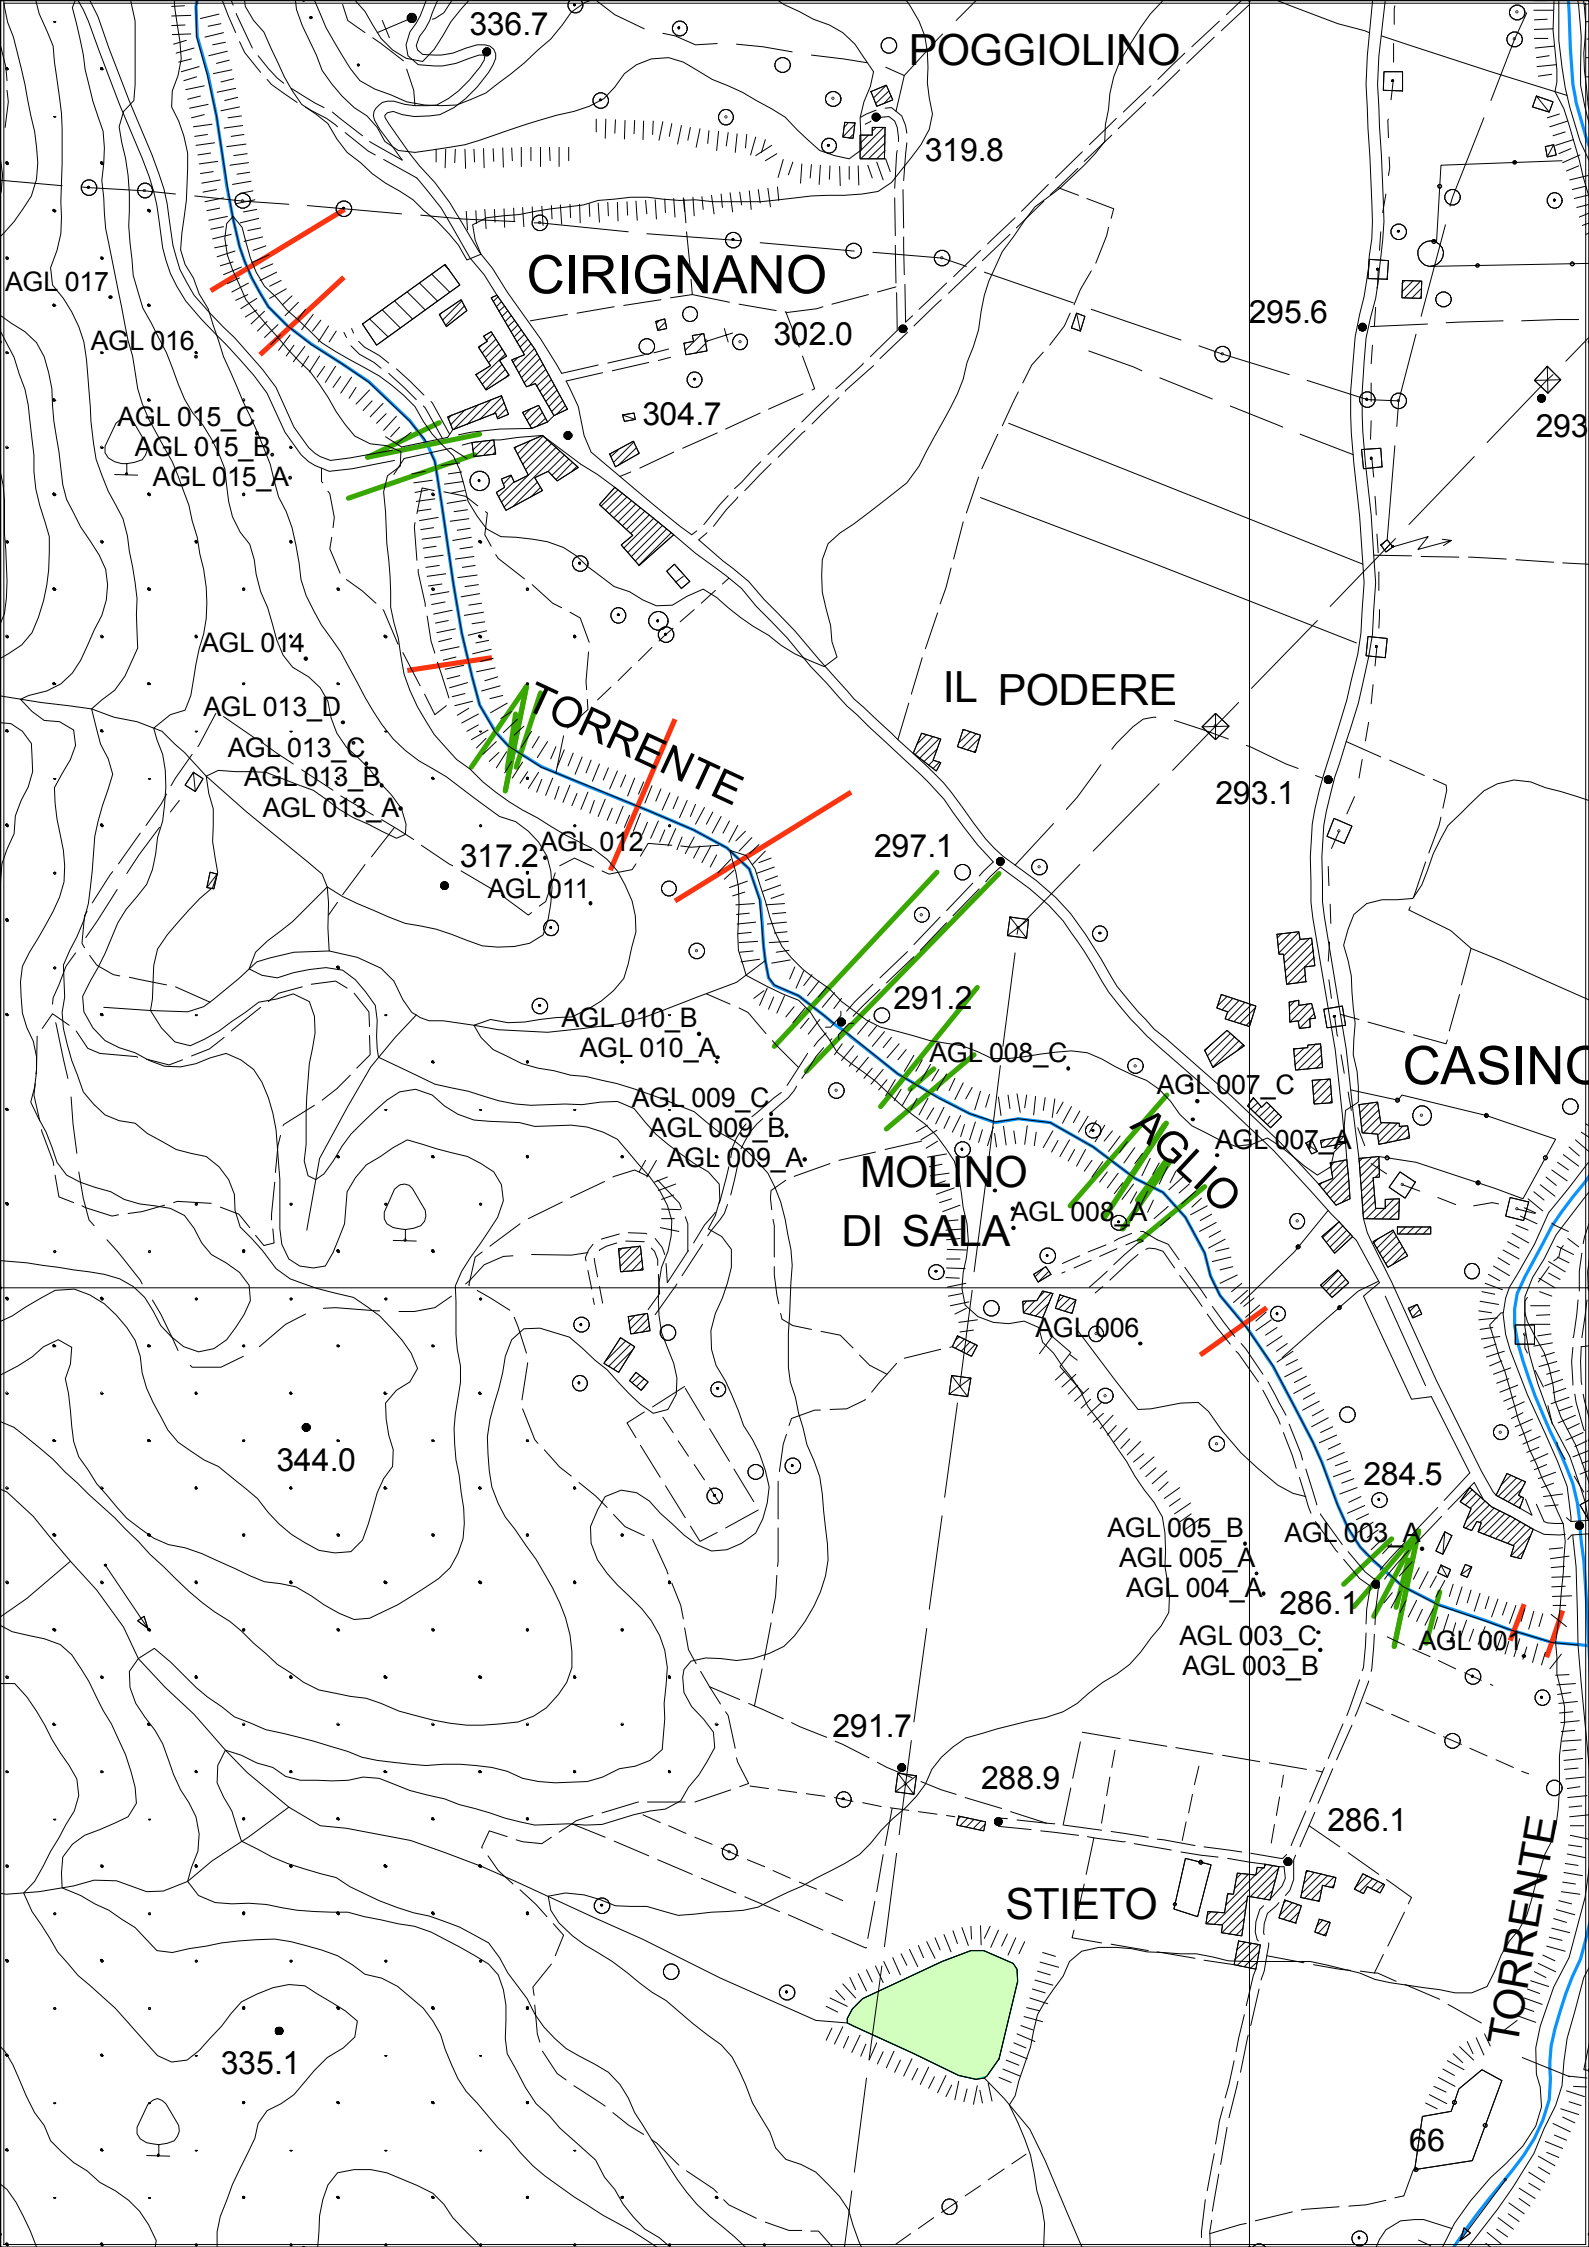 336.7
POGGIOLINO
319.8
CIRIGNANO
AGL 017
295.6
302.0
AGL 016
304.7
AGL 015_C
293
AGL 015_B
AGL 015_A
AGL 014
IL PODERE
AGL 013_D
TORRENTE
AGL 013_C
AGL 013_B
293.1
AGL 013_A
AGL 012
297.1
317.2
AGL 011
291.2
AGL 010_B
AGL 010_A
AGL 008_C
CASINO
AGL 007_C
AGL 009_C
AGL 009_B
AGL 007_A
AGL 009_A
AGLIO
MOLINO
DI SALA
AGL 008_A
AGL 006
344.0
284.5
AGL 005_B
AGL 003_A
AGL 005_A
AGL 004_A
286.1
AGL 003_C
AGL 001
AGL 003_B
291.7
288.9
286.1
STIETO
TORRENTE
335.1
66